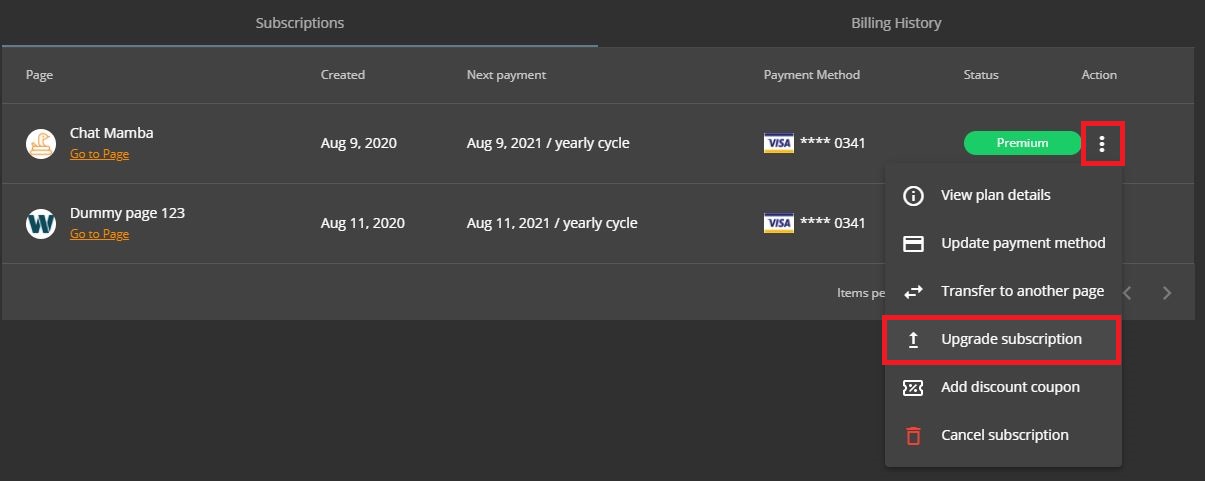 Subscriptions Billing History
Page Created Next payment Payment Method Status Action
Chat Mamba
Go to Page
Aug 9, 2020 Aug 9, 2021 / yearly cycle VISA **** 0341 Premium
View plan details
Dummy page 123
Go to Page
Aug 11, 2020 Aug 11, 2021 / yearly cycle VISA **** 0341
Update payment method
Items pe
Transfer to another page
Upgrade subscription
Add discount coupon
Cancel subscription